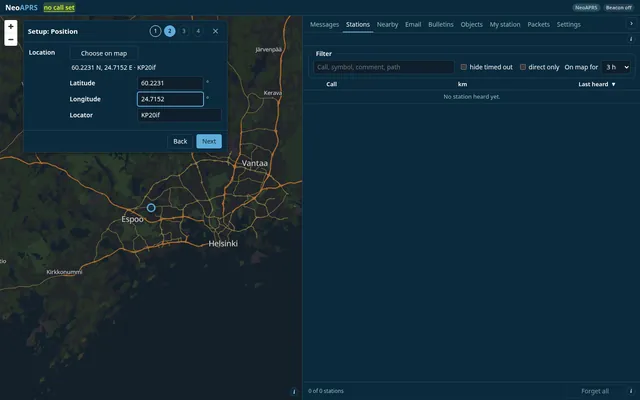 NeoAPRS no call set NeoAPRS Beacon off
+
−
Setup: Position 1 2 3 4 ✕
Location Choose on map
60.2231 N, 24.7152 E · KP20if
Latitude 60.2231 °
Longitude 24.7152 °
Locator KP20if
Back Next
Järvenpää
Kerava
Vantaa
Espoo
Helsinki
Kirkkonummi
tio
i
Messages Stations Nearby Email Bulletins Objects My station Packets Settings ›
i
Filter
Call, symbol, comment, path hide timed out direct only On map for 3 h
Call km Last heard ▼
No station heard yet.
0 of 0 stations Forget all i